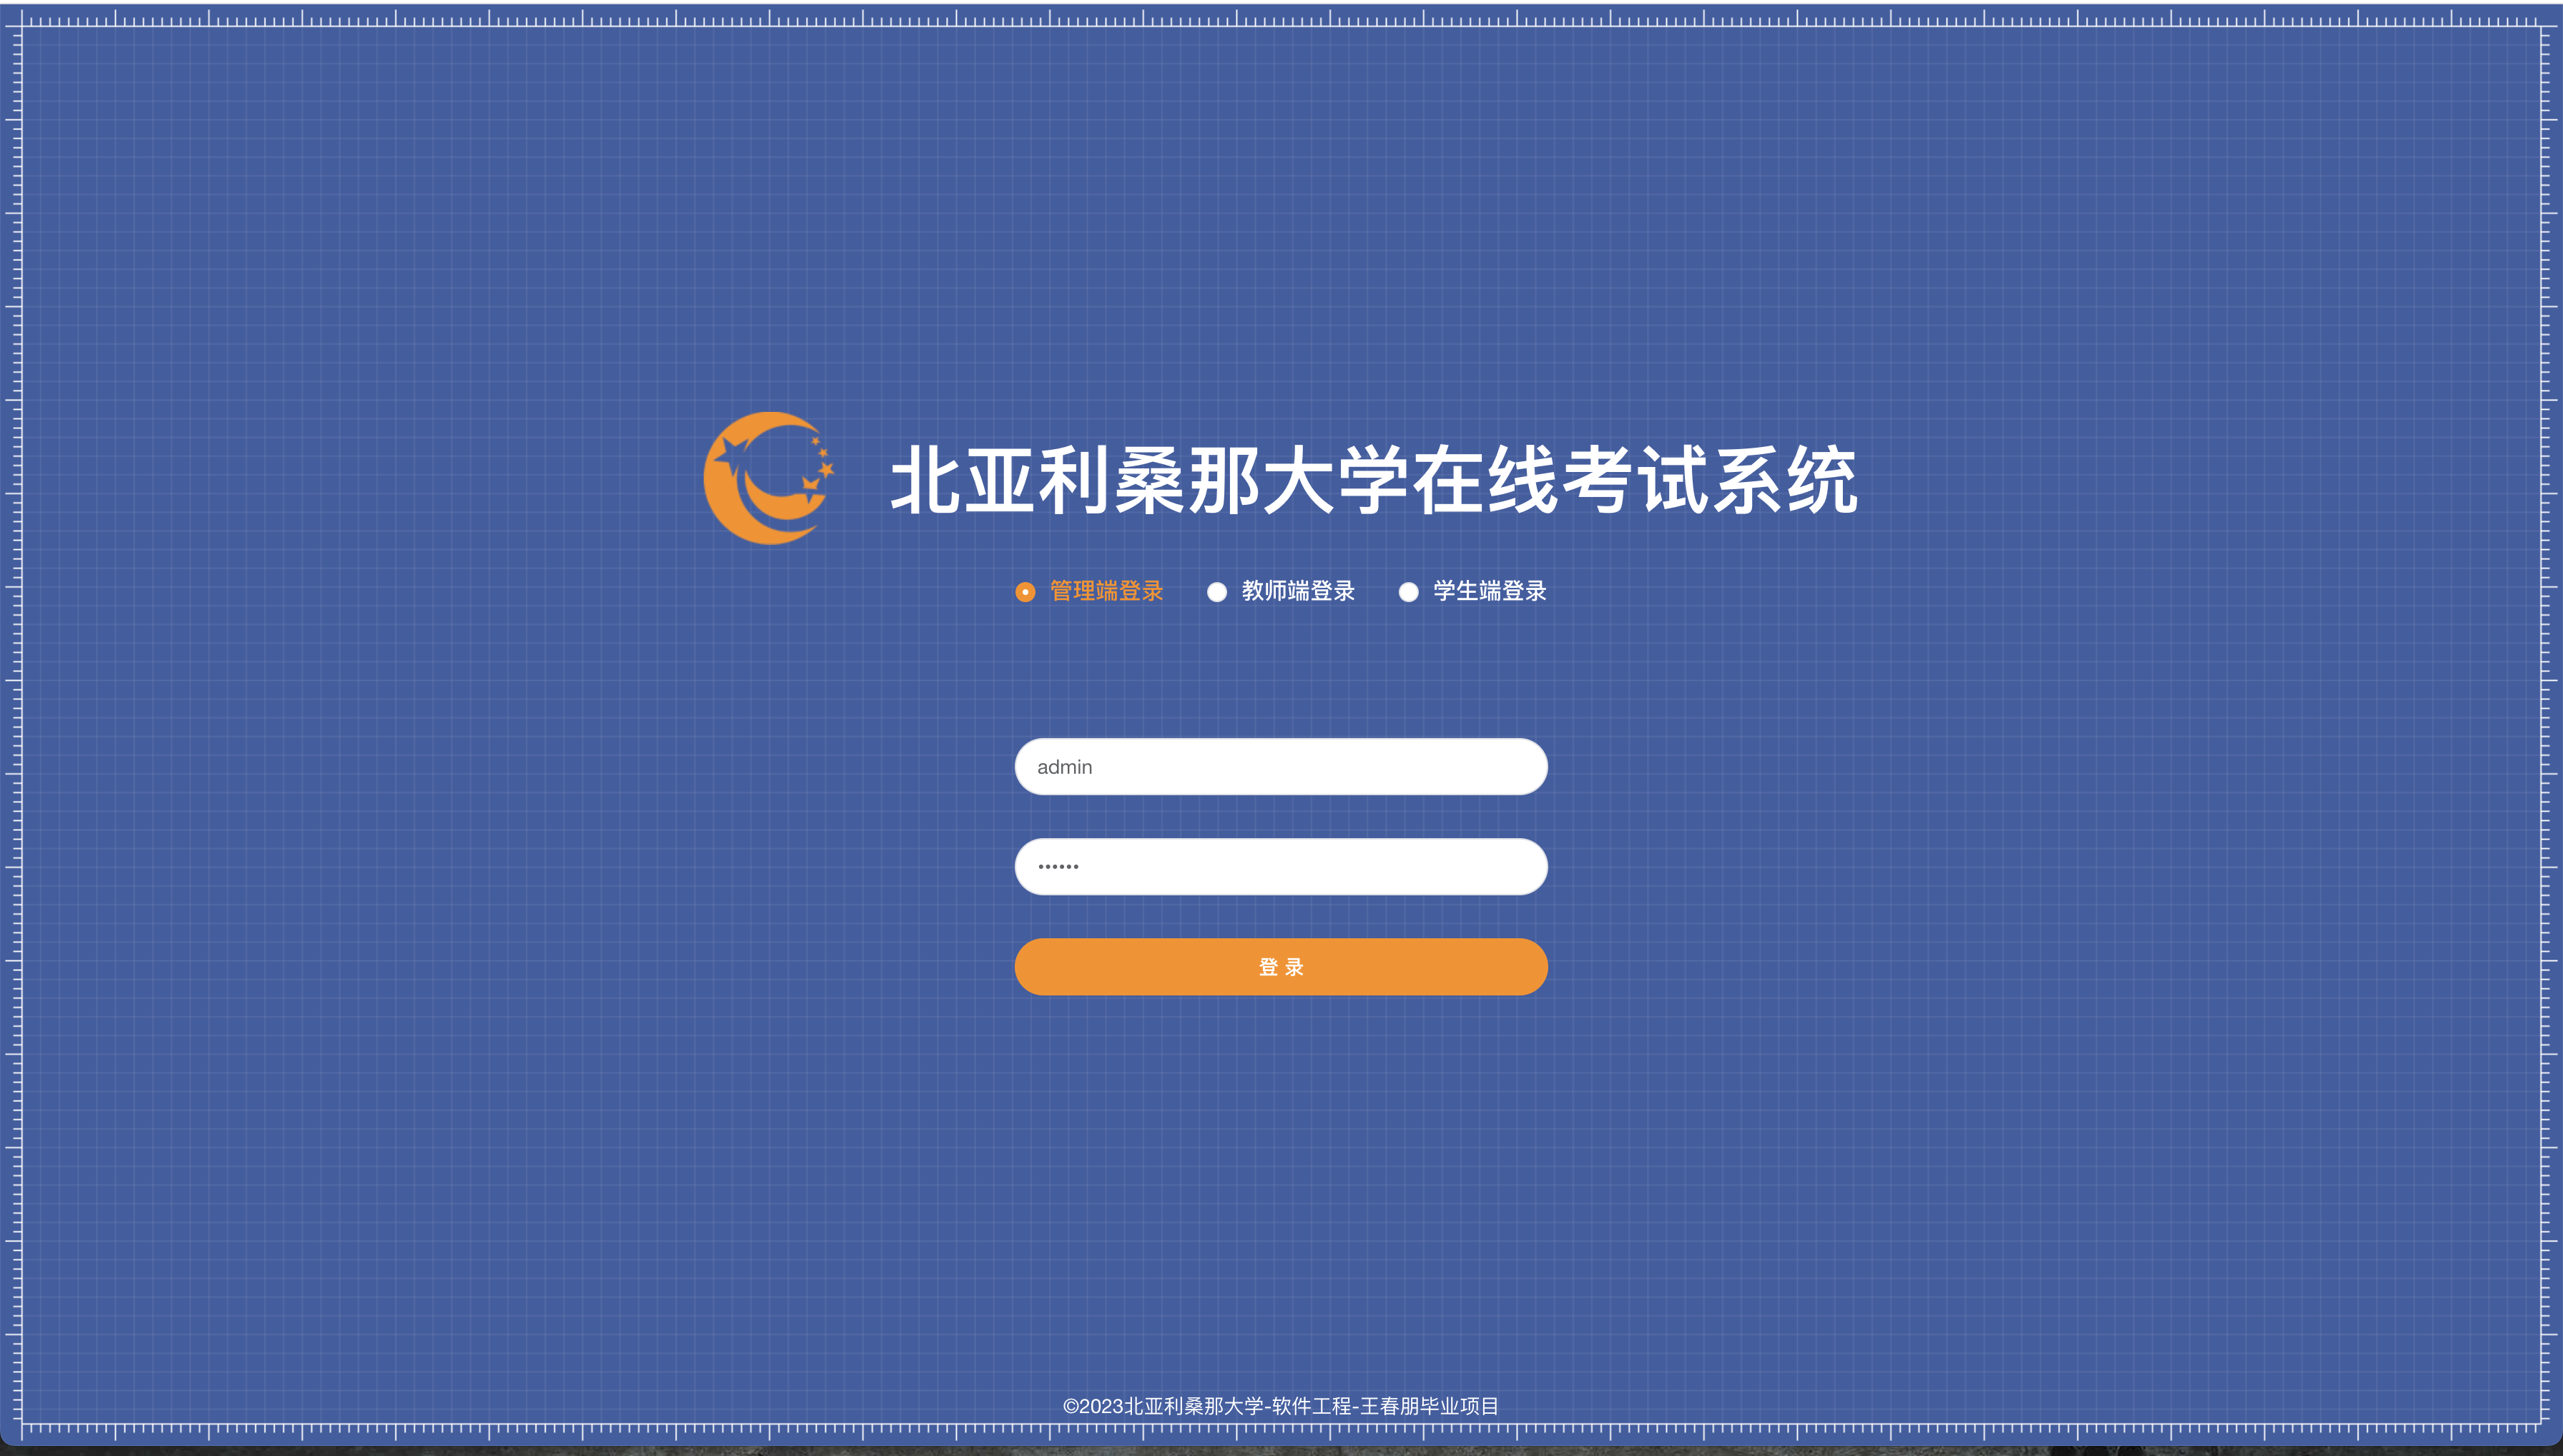 北亚利桑那大学在线考试系统
管理端登录 教师端登录 学生端登录
admin
••••••
登 录
©2023北亚利桑那大学-软件工程-王春朋毕业项目